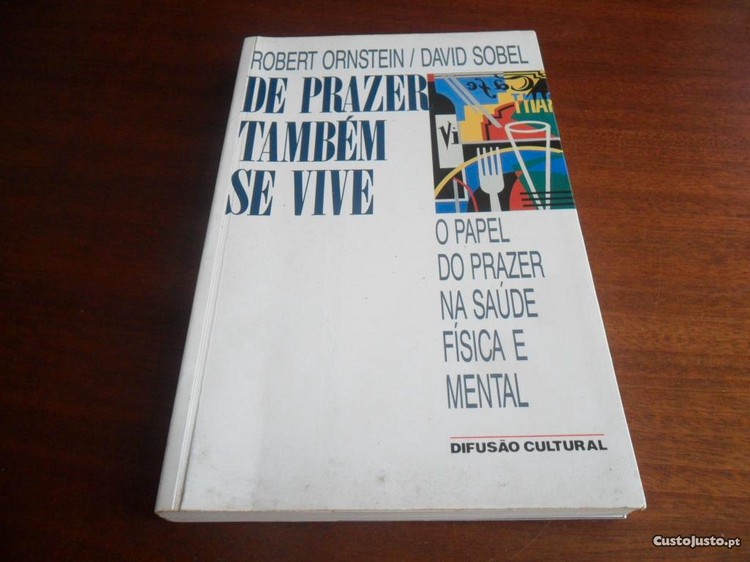 ROBERT ORNSTEIN / DAVID SOBEL
DE PRAZER
TAMBÉM
SE VIVE
Vi
O PAPEL
DO PRAZER
NA SAÚDE
FÍSICA E
MENTAL
DIFUSÃO CULTURAL
CustoJusto.pt